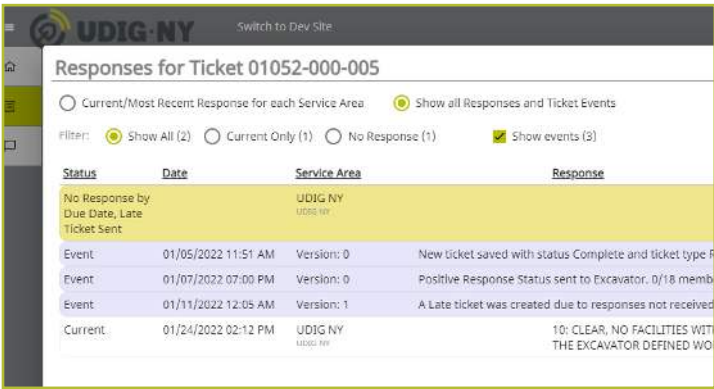 UDIG·NY
Switch to Dev Site
Responses for Ticket 01052-000-005
Current/Most Recent Response for each Service Area Show all Responses and Ticket Events
Filter: Show All (2) Current Only (1) No Response (1) Show events (3)
Status Date Service Area Response
No Response by
Due Date, Late
Ticket Sent
UDIG NY
UDIG NY
Event 01/05/2022 11:51 AM Version: 0 New ticket saved with status Complete and ticket type
Event 01/07/2022 07:00 PM Version: 0 Positive Response Status sent to Excavator. 0/18 memb
Event 01/11/2022 12:05 AM Version: 1 A Late ticket was created due to responses not received
Current 01/24/2022 02:12 PM UDIG NY 10: CLEAR, NO FACILITIES WIT
UDIG NY THE EXCAVATOR DEFINED WO